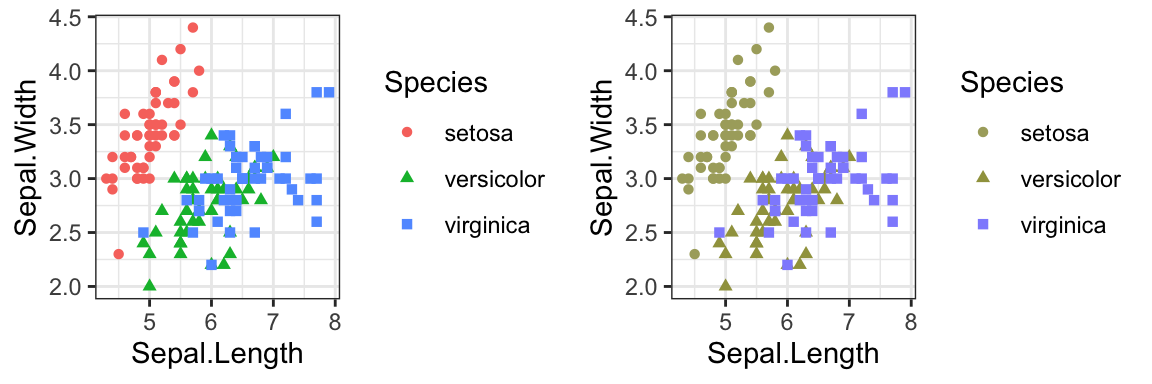 Sepal.Width
4.5
4.0
3.5
3.0
2.5
2.0
5 6 7 8
Sepal.Length
Species
setosa
versicolor
virginica
Sepal.Width
4.5
4.0
3.5
3.0
2.5
2.0
5 6 7 8
Sepal.Length
Species
setosa
versicolor
virginica